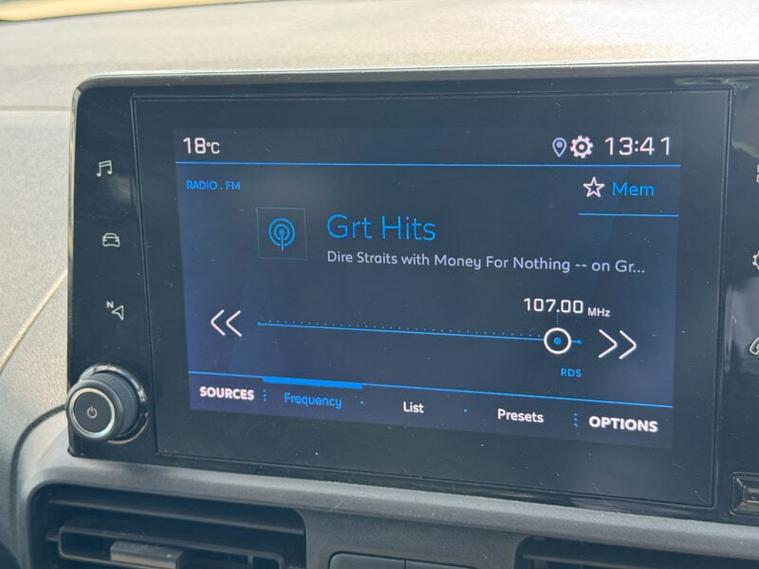 18°C 13:41
RADIO . FM
Mem
Grt Hits
Dire Straits with Money For Nothing -- on Gr...
107.00 MHz
RDS
SOURCES Frequency List Presets OPTIONS
N